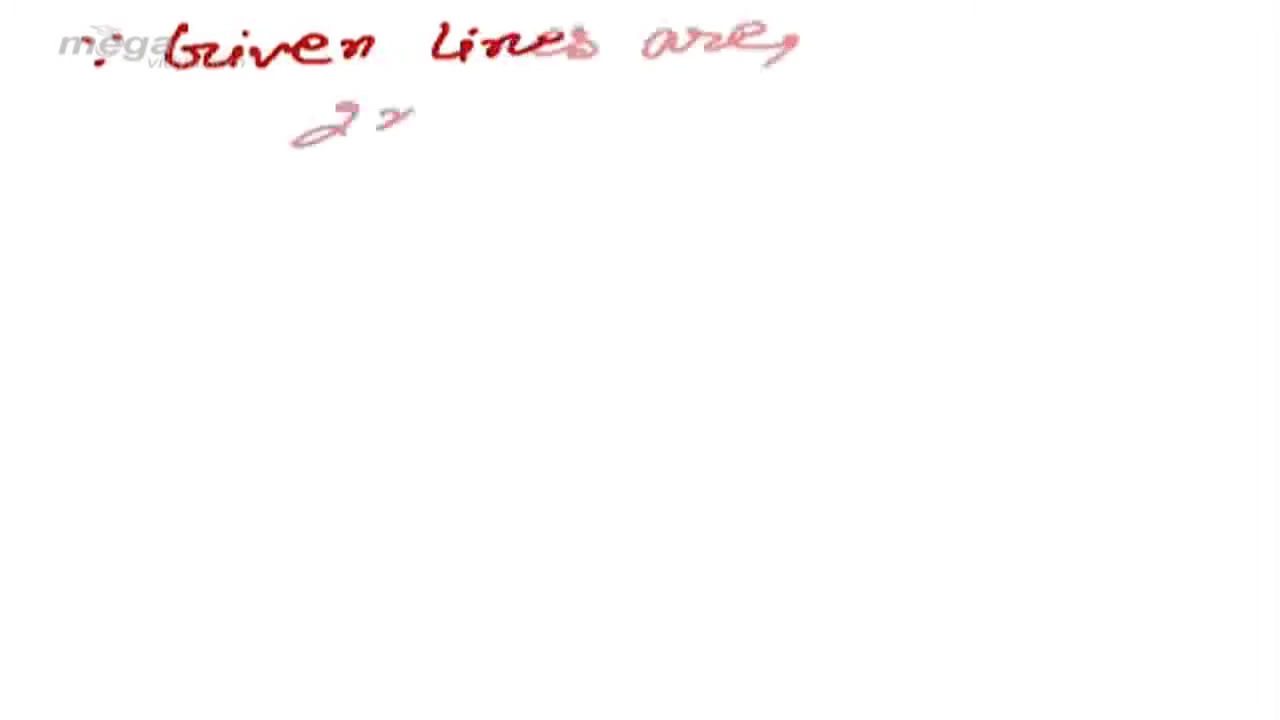 ∵ Given lines are,
2x